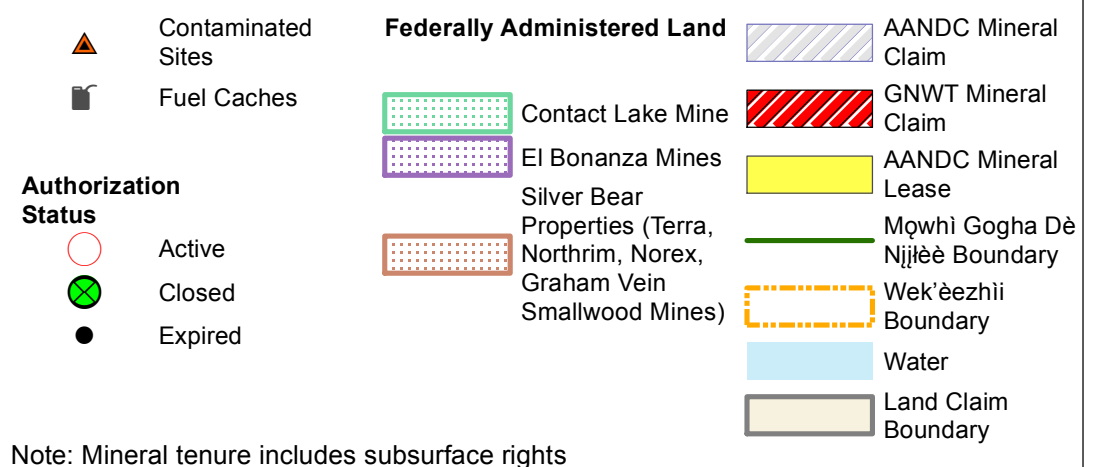 Contaminated
Sites
Fuel Caches
Authorization
Status
Active
Closed
Expired
Federally Administered Land
Contact Lake Mine
El Bonanza Mines
Silver Bear
Properties (Terra,
Northrim, Norex,
Graham Vein
Smallwood Mines)
AANDC Mineral
Claim
GNWT Mineral
Claim
AANDC Mineral
Lease
Mǫwhì Gogha Dè
Nįįłèè Boundary
Wek’èezhìi
Boundary
Water
Land Claim
Boundary
Note: Mineral tenure includes subsurface rights